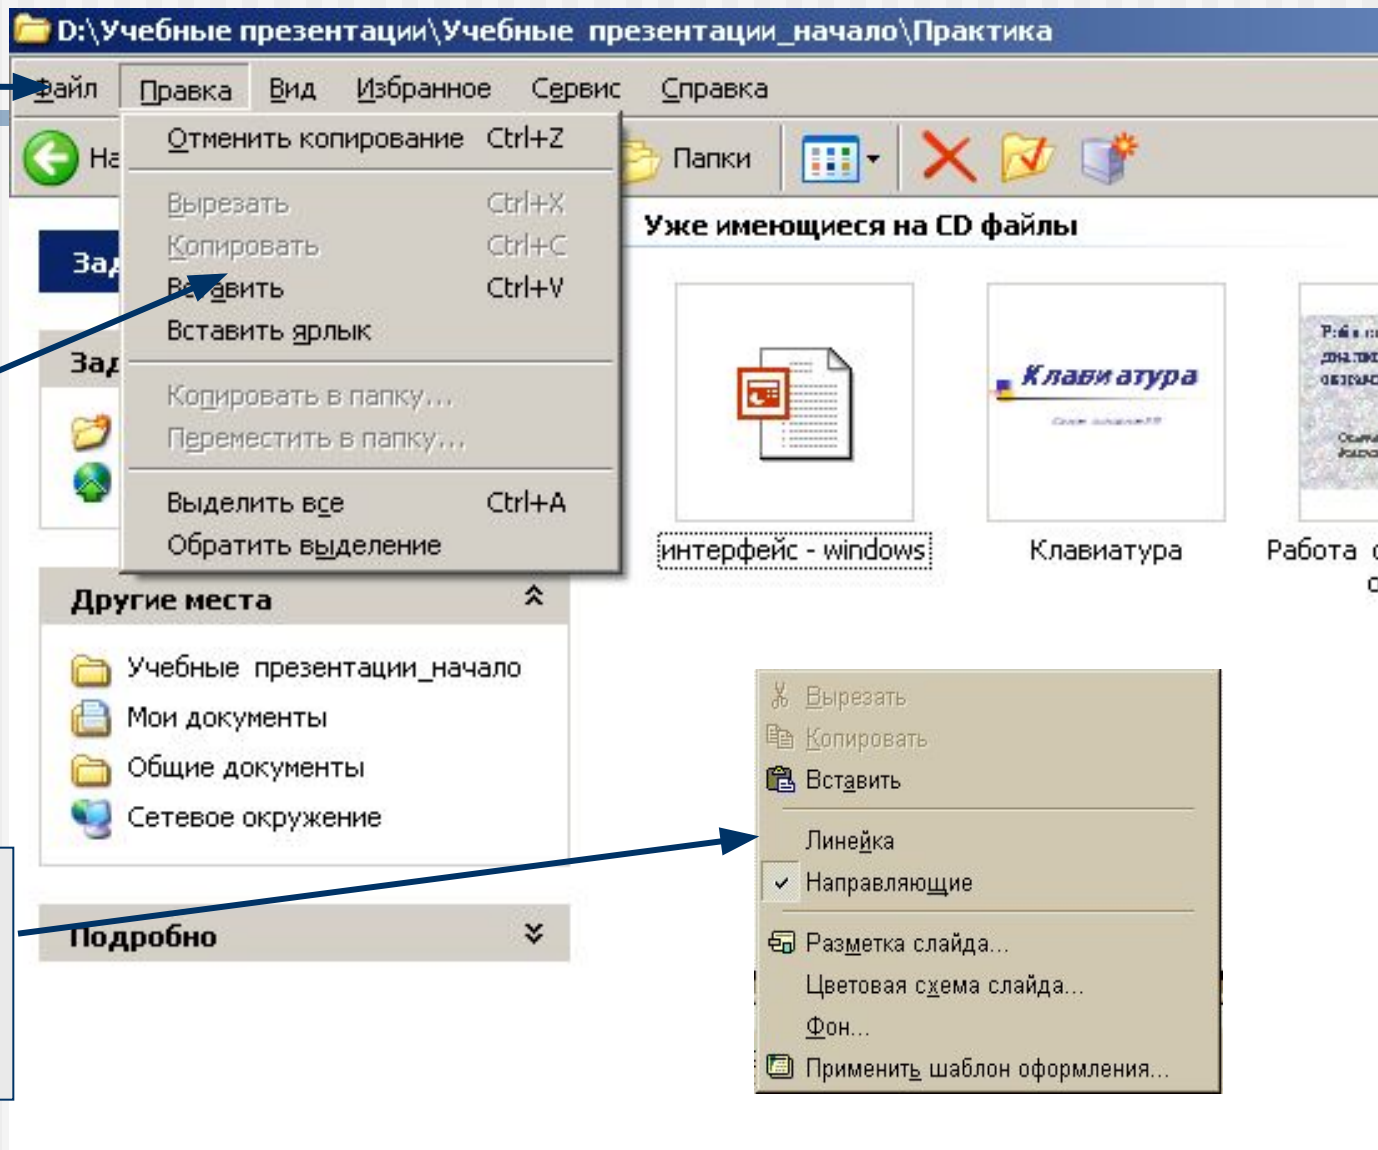 D:\Учебные презентации\Учебные презентации_начало\Практика
Файл Правка Вид Избранное Сервис Справка
На Папки
Отменить копирование Ctrl+Z
Вырезать Ctrl+X
Копировать Ctrl+C
Вставить Ctrl+V
Вставить ярлык
Копировать в папку...
Переместить в папку...
Выделить все Ctrl+A
Обратить выделение
Зад
Зад
Другие места
Учебные презентации_начало
Мои документы
Общие документы
Сетевое окружение
Подробно
Уже имеющиеся на CD файлы
Клавиатура
интерфейс - windows
Клавиатура
Работа с
с
Вырезать
Копировать
Вставить
Линейка
Направляющие
Разметка слайда...
Цветовая схема слайда...
Фон...
Применить шаблон оформления...